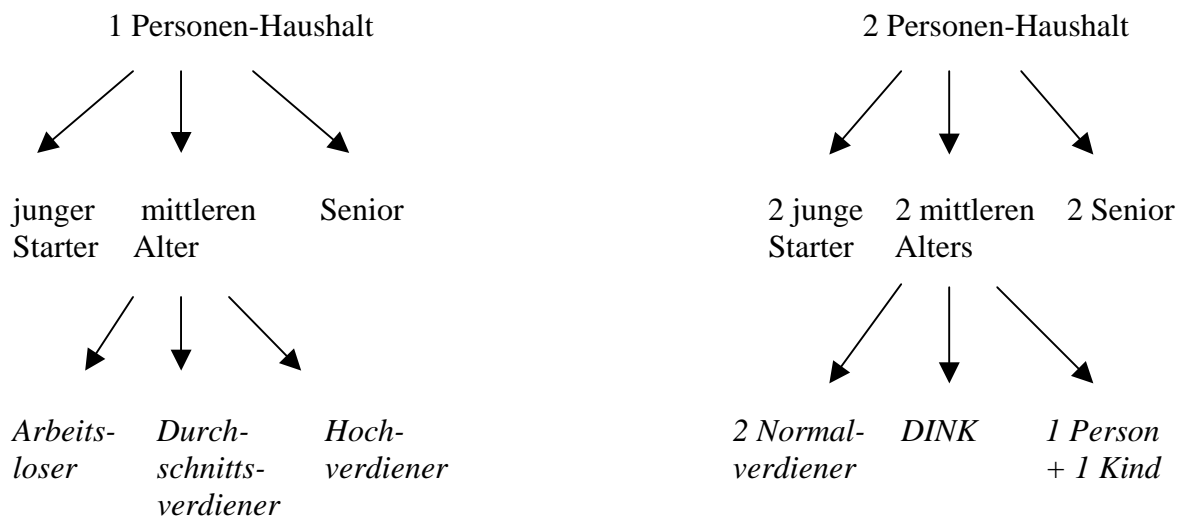 1 Personen-Haushalt
2 Personen-Haushalt
junger
Starter
mittleren
Alter
Senior
2 junge
Starter
2 mittleren
Alters
2 Senior
Arbeits-
loser
Durch-
schnitts-
verdiener
Hoch-
verdiener
2 Normal-
verdiener
DINK
1 Person
+ 1 Kind